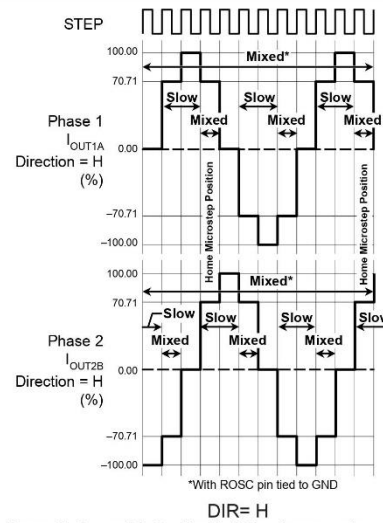 STEP
100.00
70.71
0.00
–70.71
–100.00
Phase 1
IOUT1A
Direction = H
(%)
Mixed*
Slow
Mixed
Slow
Mixed
Slow
Mixed
Home Microstep Position
Home Microstep Position
100.00
70.71
0.00
–70.71
–100.00
Phase 2
IOUT2B
Direction = H
(%)
Mixed*
Slow
Mixed
Slow
Mixed
Slow
Mixed
Slow
*With ROSC pin tied to GND
DIR= H